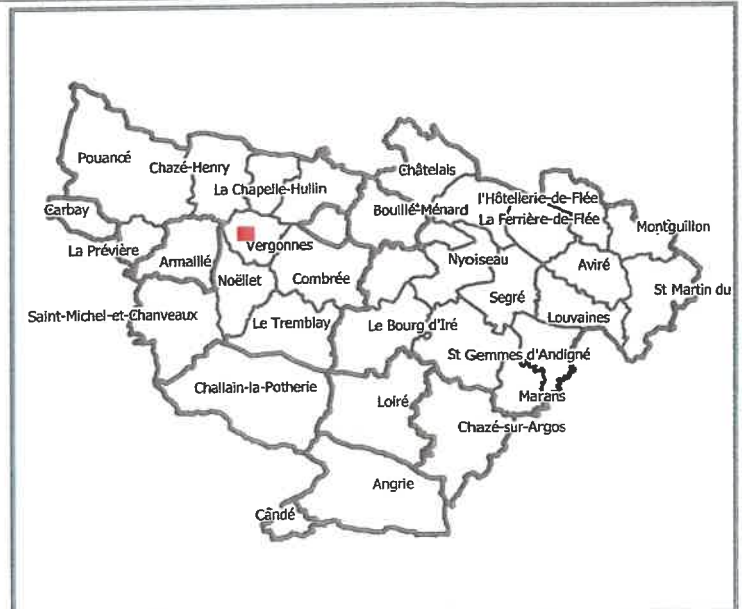 Pouancé
Chazé-Henry
La Chapelle-Hullin
Châtelais
Carbay
La Prévière
Armaillé
Vergonnes
Bouillé-Ménard
l'Hôtellerie-de-Flée
La Ferrière-de-Flée
Montguillon
Noëllet
Combrée
Nyoiseau
Aviré
Segré
St Martin du
Saint-Michel-et-Chanveaux
Le Tremblay
Le Bourg d'Iré
Louvaines
St Gemmes d'Andigné
Challain-la-Potherie
Loiré
Marans
Chazé-sur-Argos
Angrie
Cândé